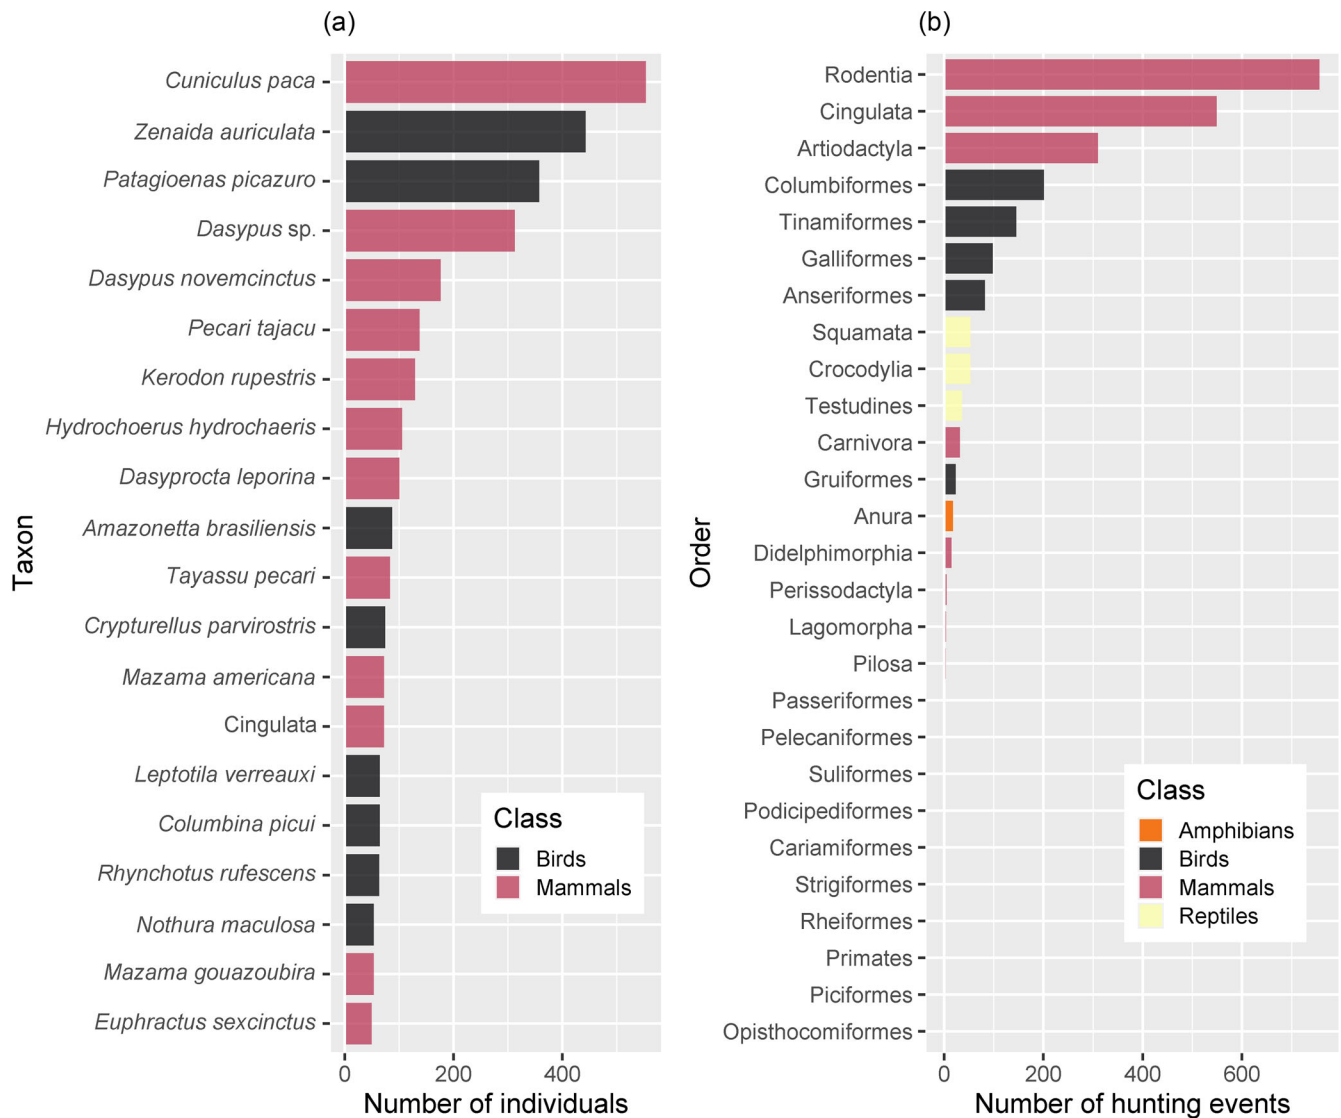 (a)
Taxon
Cuniculus paca
Zenaida auriculata
Patagioenas picazuro
Dasypus sp.
Dasypus novemcinctus
Pecari tajacu
Kerodon rupestris
Hydrochoerus hydrochaeris
Dasyprocta leporina
Amazonetta brasiliensis
Tayassu pecari
Crypturellus parvirostris
Mazama americana
Cingulata
Leptotila verreauxi
Columbina picui
Rhynchotus rufescens
Nothura maculosa
Mazama gouazoubira
Euphractus sexcinctus
Class
Birds
Mammals
0 200 400
Number of individuals
(b)
Order
Rodentia
Cingulata
Artiodactyla
Columbiformes
Tinamiformes
Galliformes
Anseriformes
Squamata
Crocodylia
Testudines
Carnivora
Gruiformes
Anura
Didelphimorphia
Perissodactyla
Lagomorpha
Pilosa
Passeriformes
Pelecaniformes
Suliformes
Podicipediformes
Cariamiformes
Strigiformes
Rheiformes
Primates
Piciformes
Opisthocomiformes
Class
Amphibians
Birds
Mammals
Reptiles
0 200 400 600
Number of hunting events